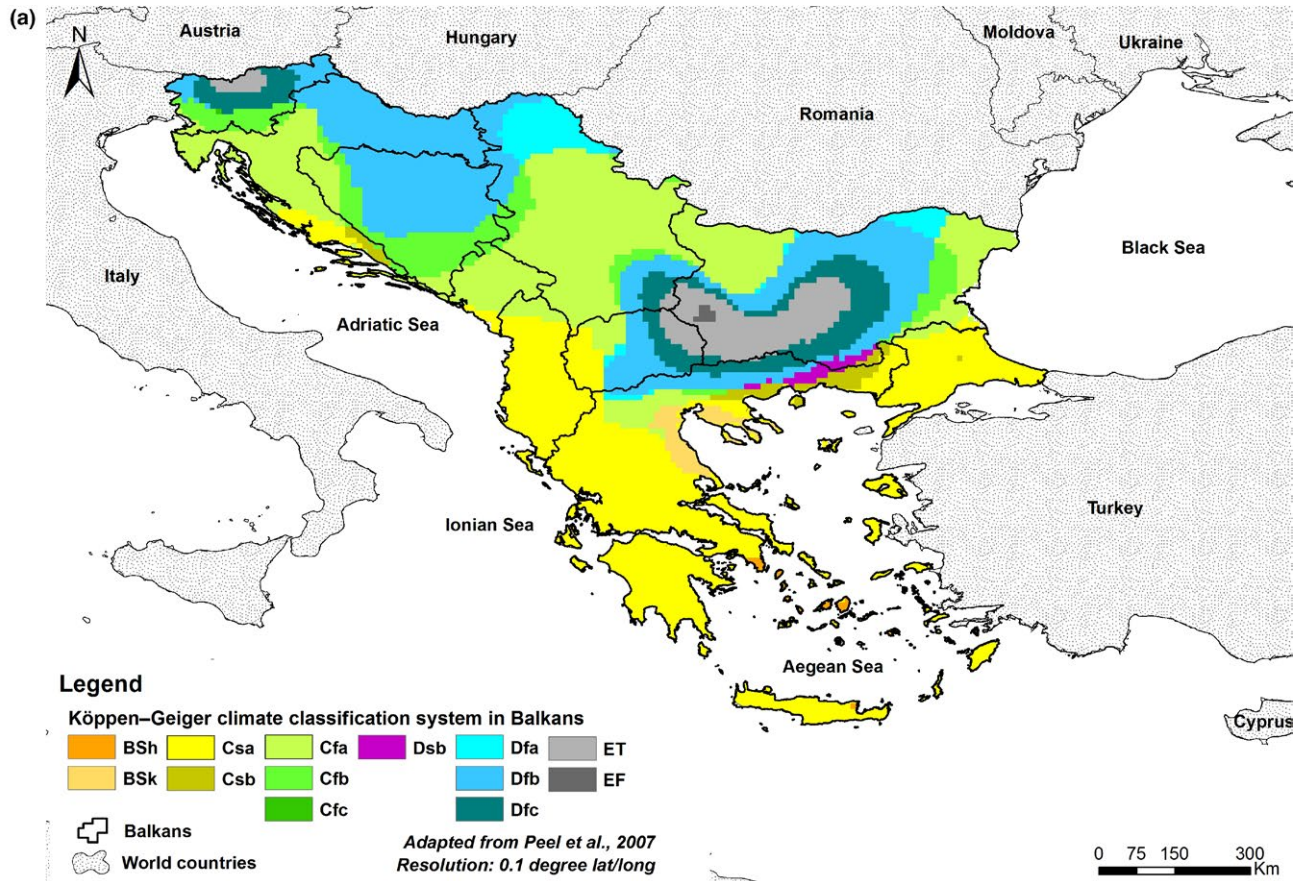 (a)
N
Austria
Hungary
Moldova
Ukraine
Romania
Italy
Black Sea
Adriatic Sea
Ionian Sea
Turkey
Aegean Sea
Cyprus
Legend
Köppen–Geiger climate classification system in Balkans
BSh Csa Cfa Dsb Dfa ET
BSk Csb Cfb Dfb EF
Cfc Dfc
Balkans
World countries
Adapted from Peel et al., 2007
Resolution: 0.1 degree lat/long
0 75 150 300
Km